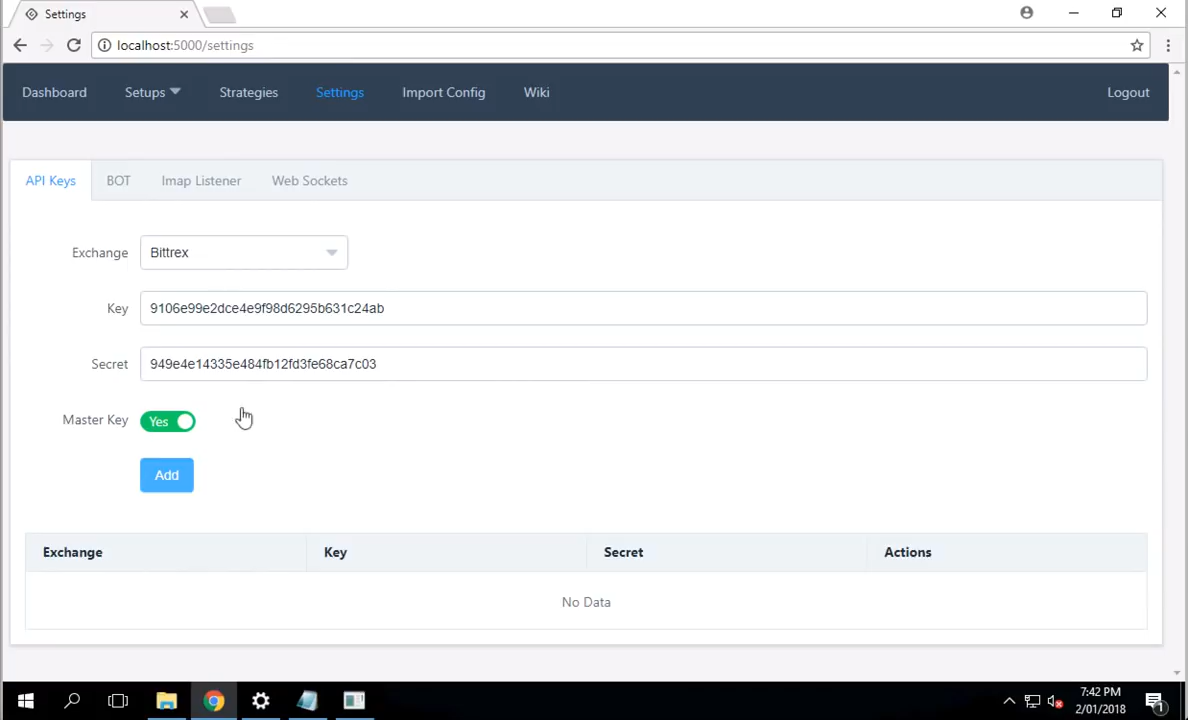 Settings
localhost:5000/settings
Dashboard Setups Strategies Settings Import Config Wiki Logout
API Keys BOT Imap Listener Web Sockets
Exchange Bittrex
Key 9106e99e2dce4e9f98d6295b631c24ab
Secret 949e4e14335e484fb12fd3fe68ca7c03
Master Key Yes
Add
Exchange Key Secret Actions
No Data
7:42 PM
2/01/2018
1